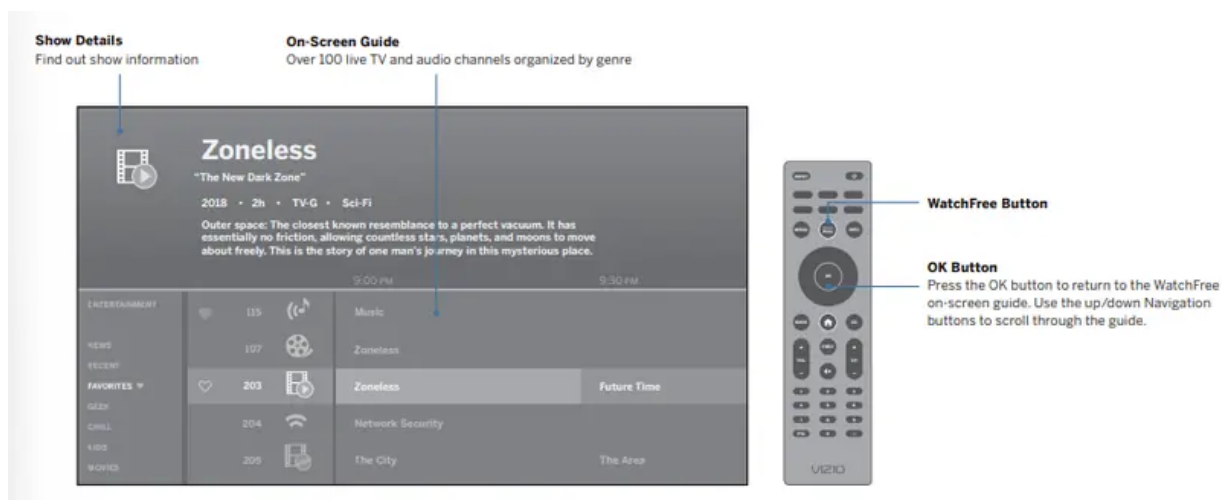 Show Details
Find out show information
On-Screen Guide
Over 100 live TV and audio channels organized by genre
Zoneless
"The New Dark Zone"
2018 • 2h • TV-G • Sci-Fi
Outer space: The closest known resemblance to a perfect vacuum. It has
essentially no friction, allowing countless stars, planets, and moons to move
about freely. This is the story of one man's journey in this mysterious place.
9:00 PM 9:30 PM
ENTERTAINMENT
NEWS
RECENT
FAVORITES
GEEK
CHILL
KIDS
MOVIES
115 Music
107 Zoneless
203 Zoneless Future Time
204 Network Security
205 The City The Area
WatchFree Button
OK Button
Press the OK button to return to the WatchFree
on-screen guide. Use the up/down Navigation
buttons to scroll through the guide.
VIZIO